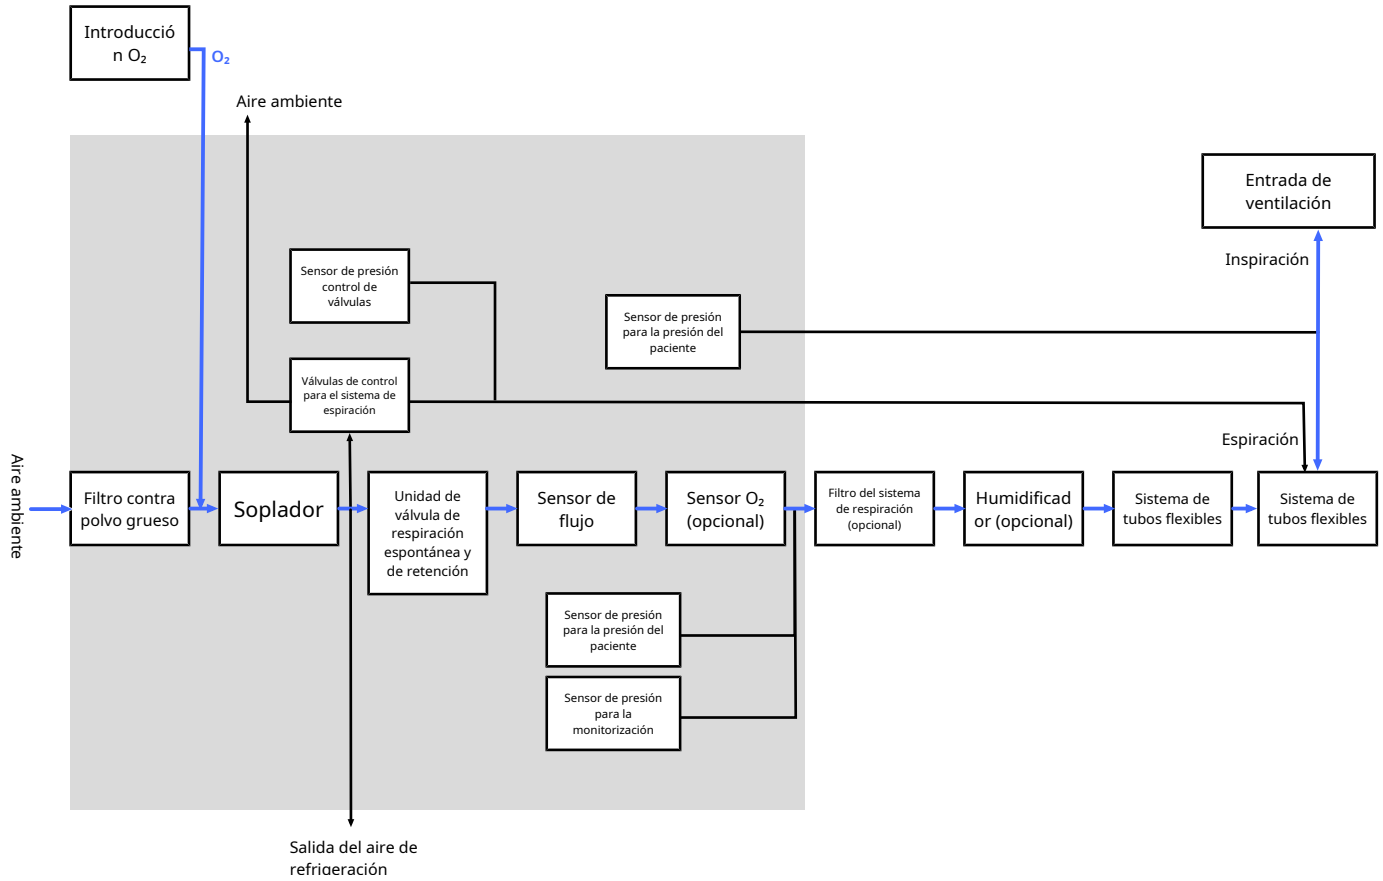 Introducció
n O₂
O₂
Aire ambiente
Entrada de
ventilación
Inspiración
Sensor de presión
control de
válvulas
Sensor de presión
para la presión del
paciente
Válvulas de control
para el sistema de
espiración
Espiración
Aire ambiente
Filtro contra
polvo grueso
Soplador
Unidad de
válvula de
respiración
espontánea y
de retención
Sensor de
flujo
Sensor O₂
(opcional)
Filtro del sistema
de respiración
(opcional)
Humidificad
or (opcional)
Sistema de
tubos flexibles
Sistema de
tubos flexibles
Sensor de presión
para la presión del
paciente
Sensor de presión
para la
monitorización
Salida del aire de
refrigeración